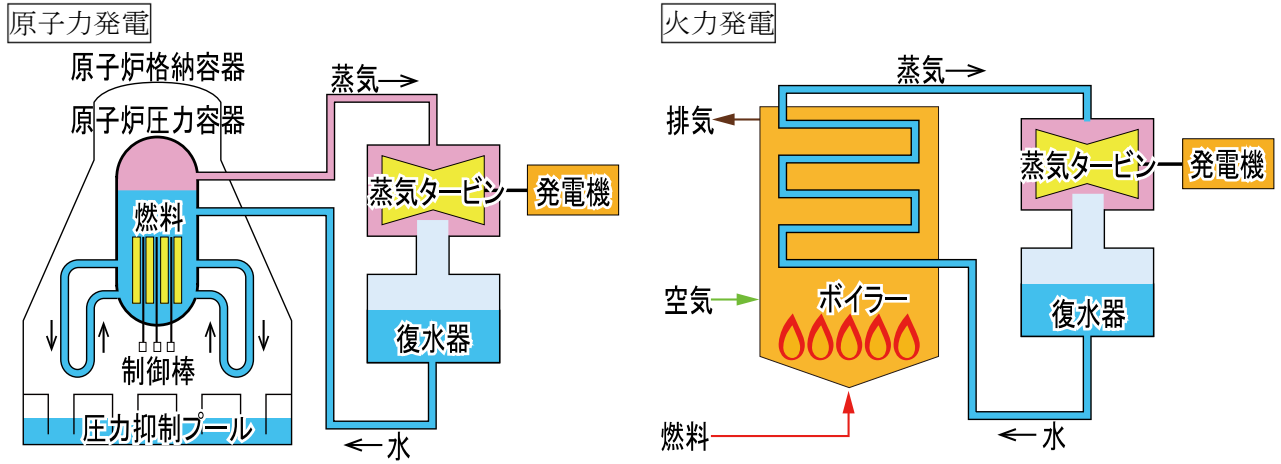 原子力発電
原子炉格納容器
原子炉圧力容器
蒸気
蒸気タービン
発電機
燃料
復水器
制御棒
圧力抑制プール
水
火力発電
蒸気
排気
蒸気タービン
発電機
空気
ボイラー
復水器
燃料
水